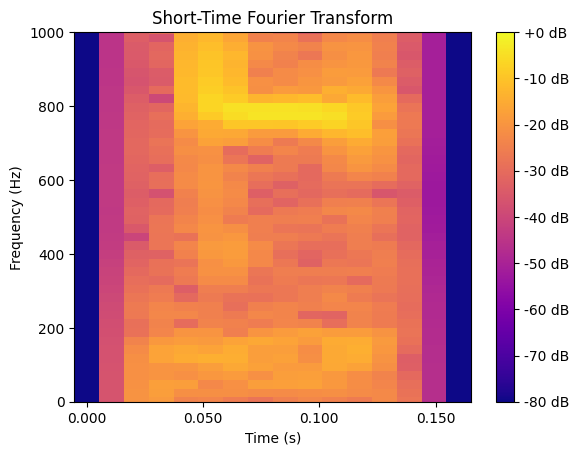 Short-Time Fourier Transform
1000
800
600
400
200
0
Frequency (Hz)
0.000
0.050
0.100
0.150
Time (s)
+0 dB
-10 dB
-20 dB
-30 dB
-40 dB
-50 dB
-60 dB
-70 dB
-80 dB